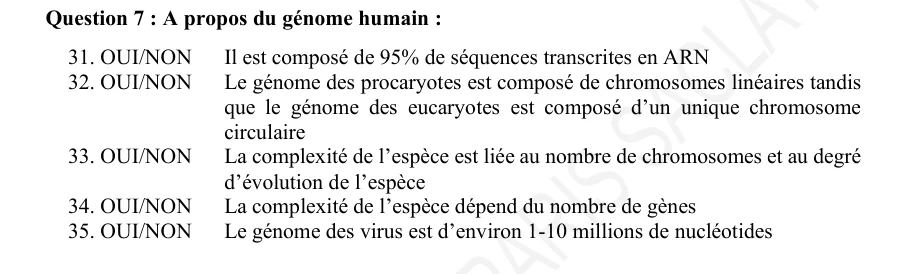 Question 7 : A propos du génome humain :
31. OUI/NON Il est composé de 95% de séquences transcrites en ARN
32. OUI/NON Le génome des procaryotes est composé de chromosomes linéaires tandis
que le génome des eucaryotes est composé d'un unique chromosome
circulaire
33. OUI/NON La complexité de l'espèce est liée au nombre de chromosomes et au degré
d'évolution de l'espèce
34. OUI/NON La complexité de l'espèce dépend du nombre de gènes
35. OUI/NON Le génome des virus est d'environ 1-10 millions de nucléotides
PARIS SACLA